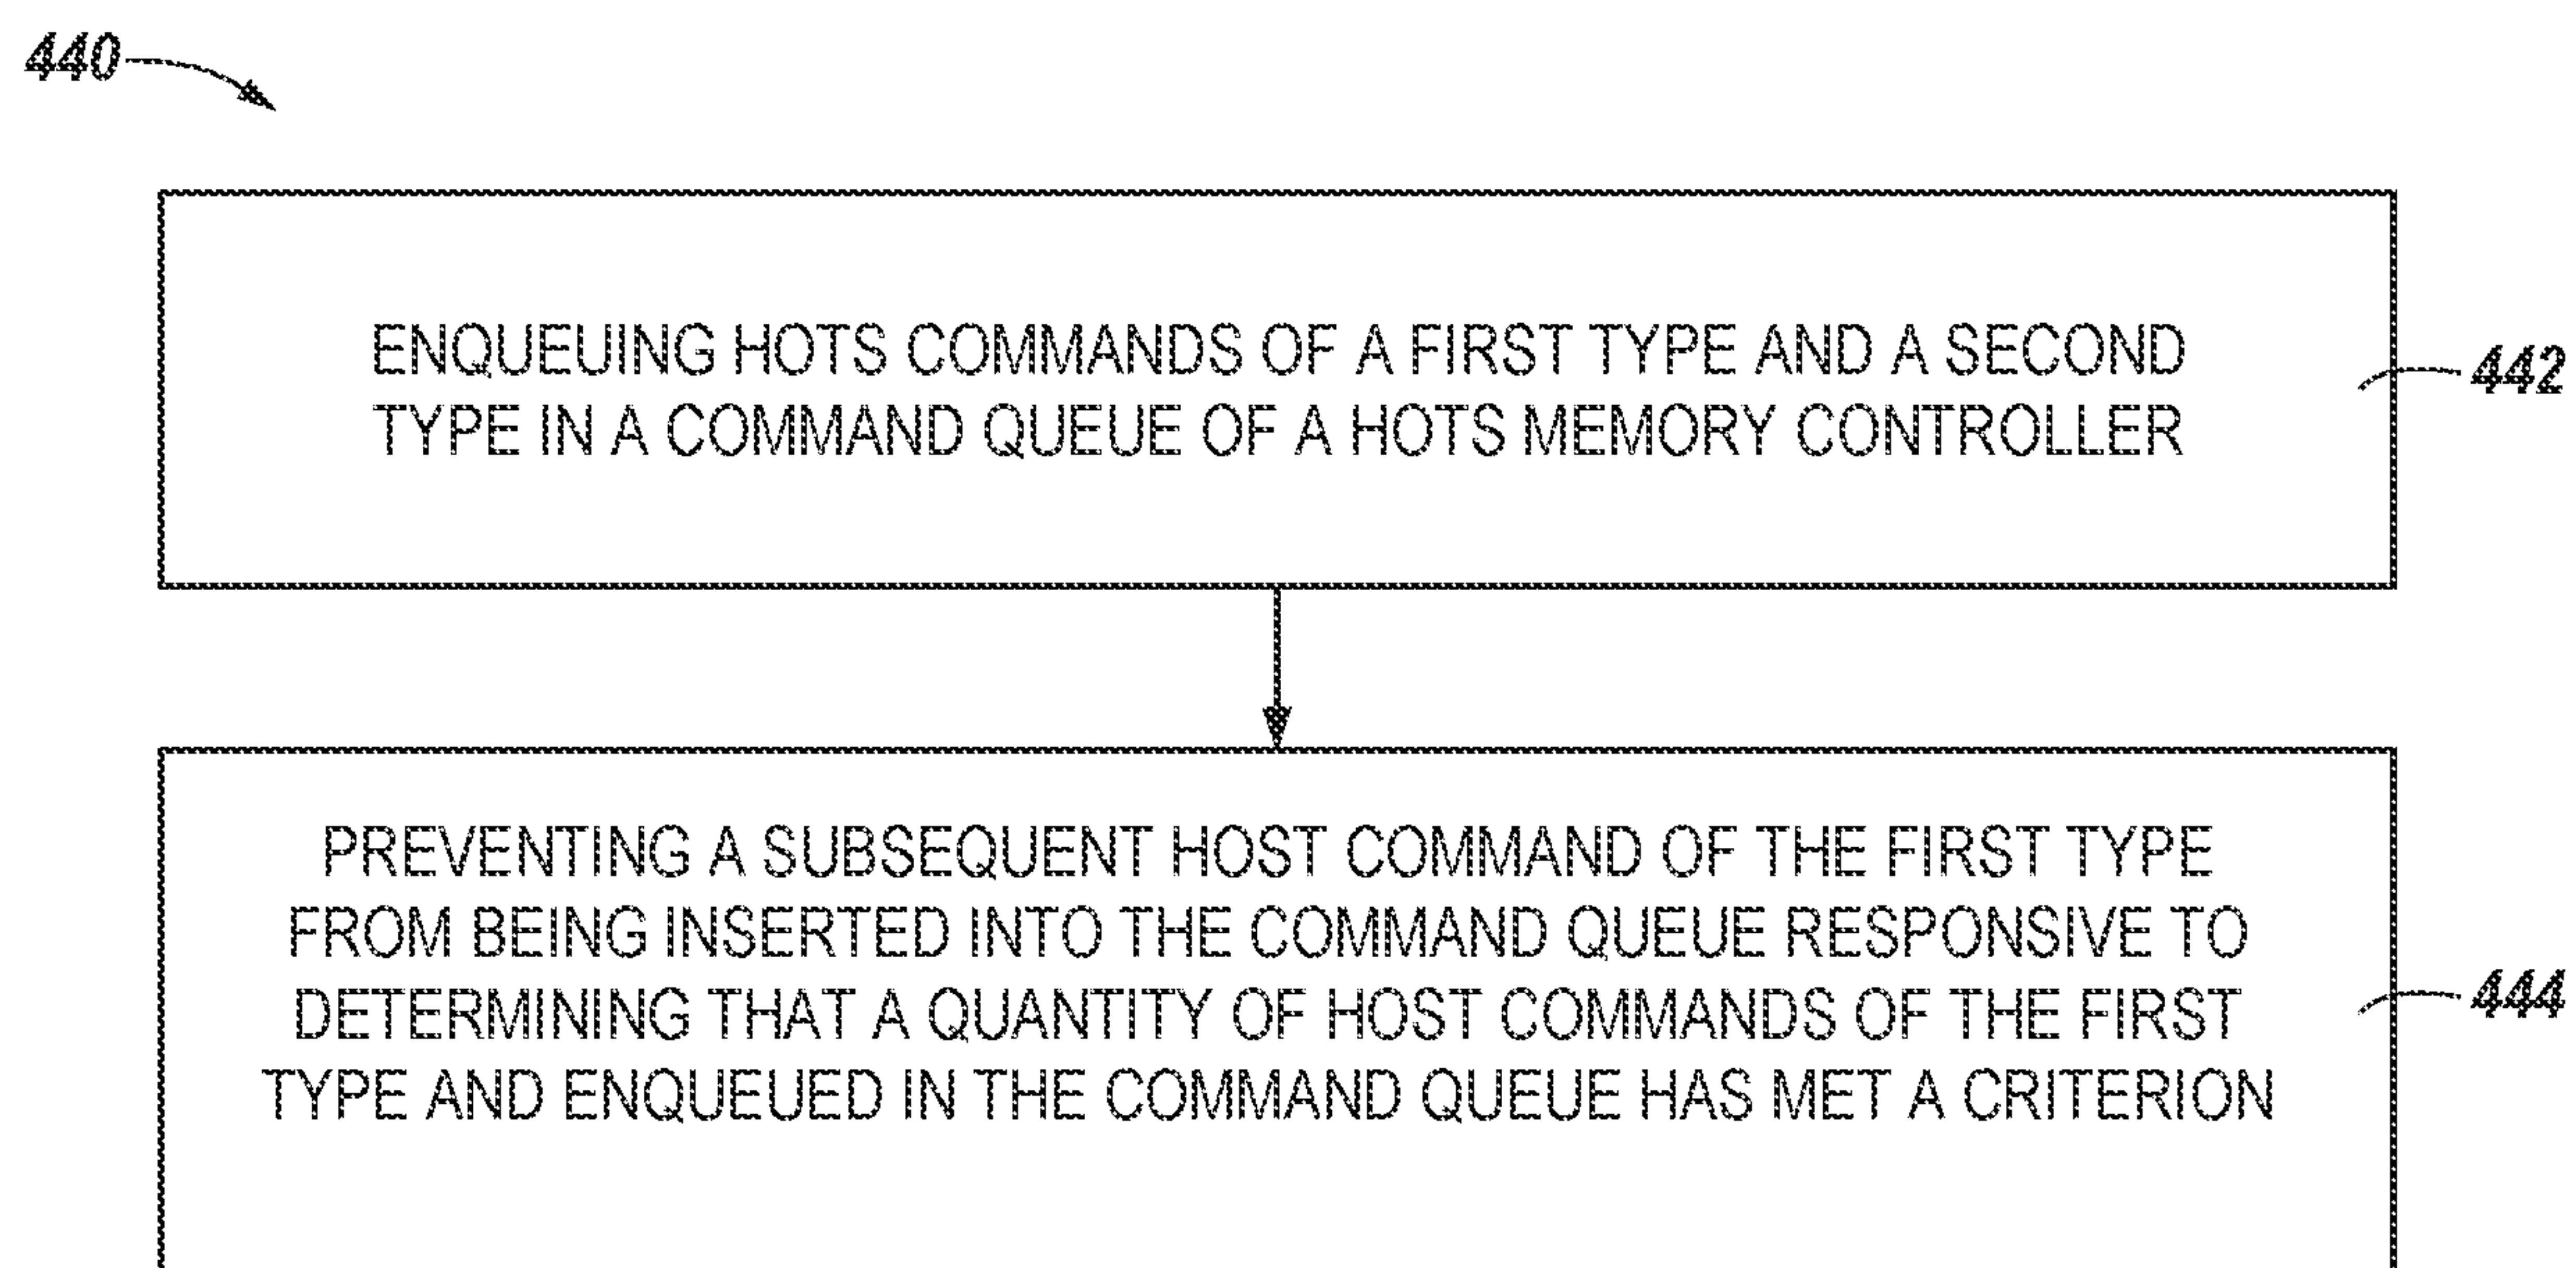 440
ENQUEUING HOTS COMMANDS OF A FIRST TYPE AND A SECOND
TYPE IN A COMMAND QUEUE OF A HOTS MEMORY CONTROLLER
442
PREVENTING A SUBSEQUENT HOST COMMAND OF THE FIRST TYPE
FROM BEING INSERTED INTO THE COMMAND QUEUE RESPONSIVE TO
DETERMINING THAT A QUANTITY OF HOST COMMANDS OF THE FIRST
TYPE AND ENQUEUED IN THE COMMAND QUEUE HAS MET A CRITERION
444